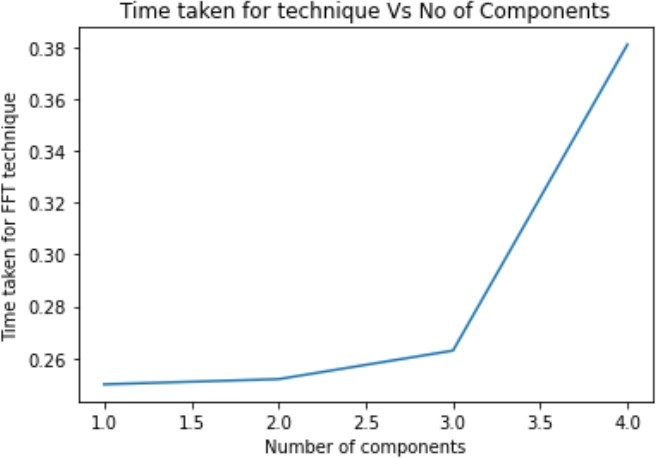 Time taken for technique Vs No of Components
Time taken for FFT technique
0.38
0.36
0.34
0.32
0.30
0.28
0.26
1.0 1.5 2.0 2.5 3.0 3.5 4.0
Number of components